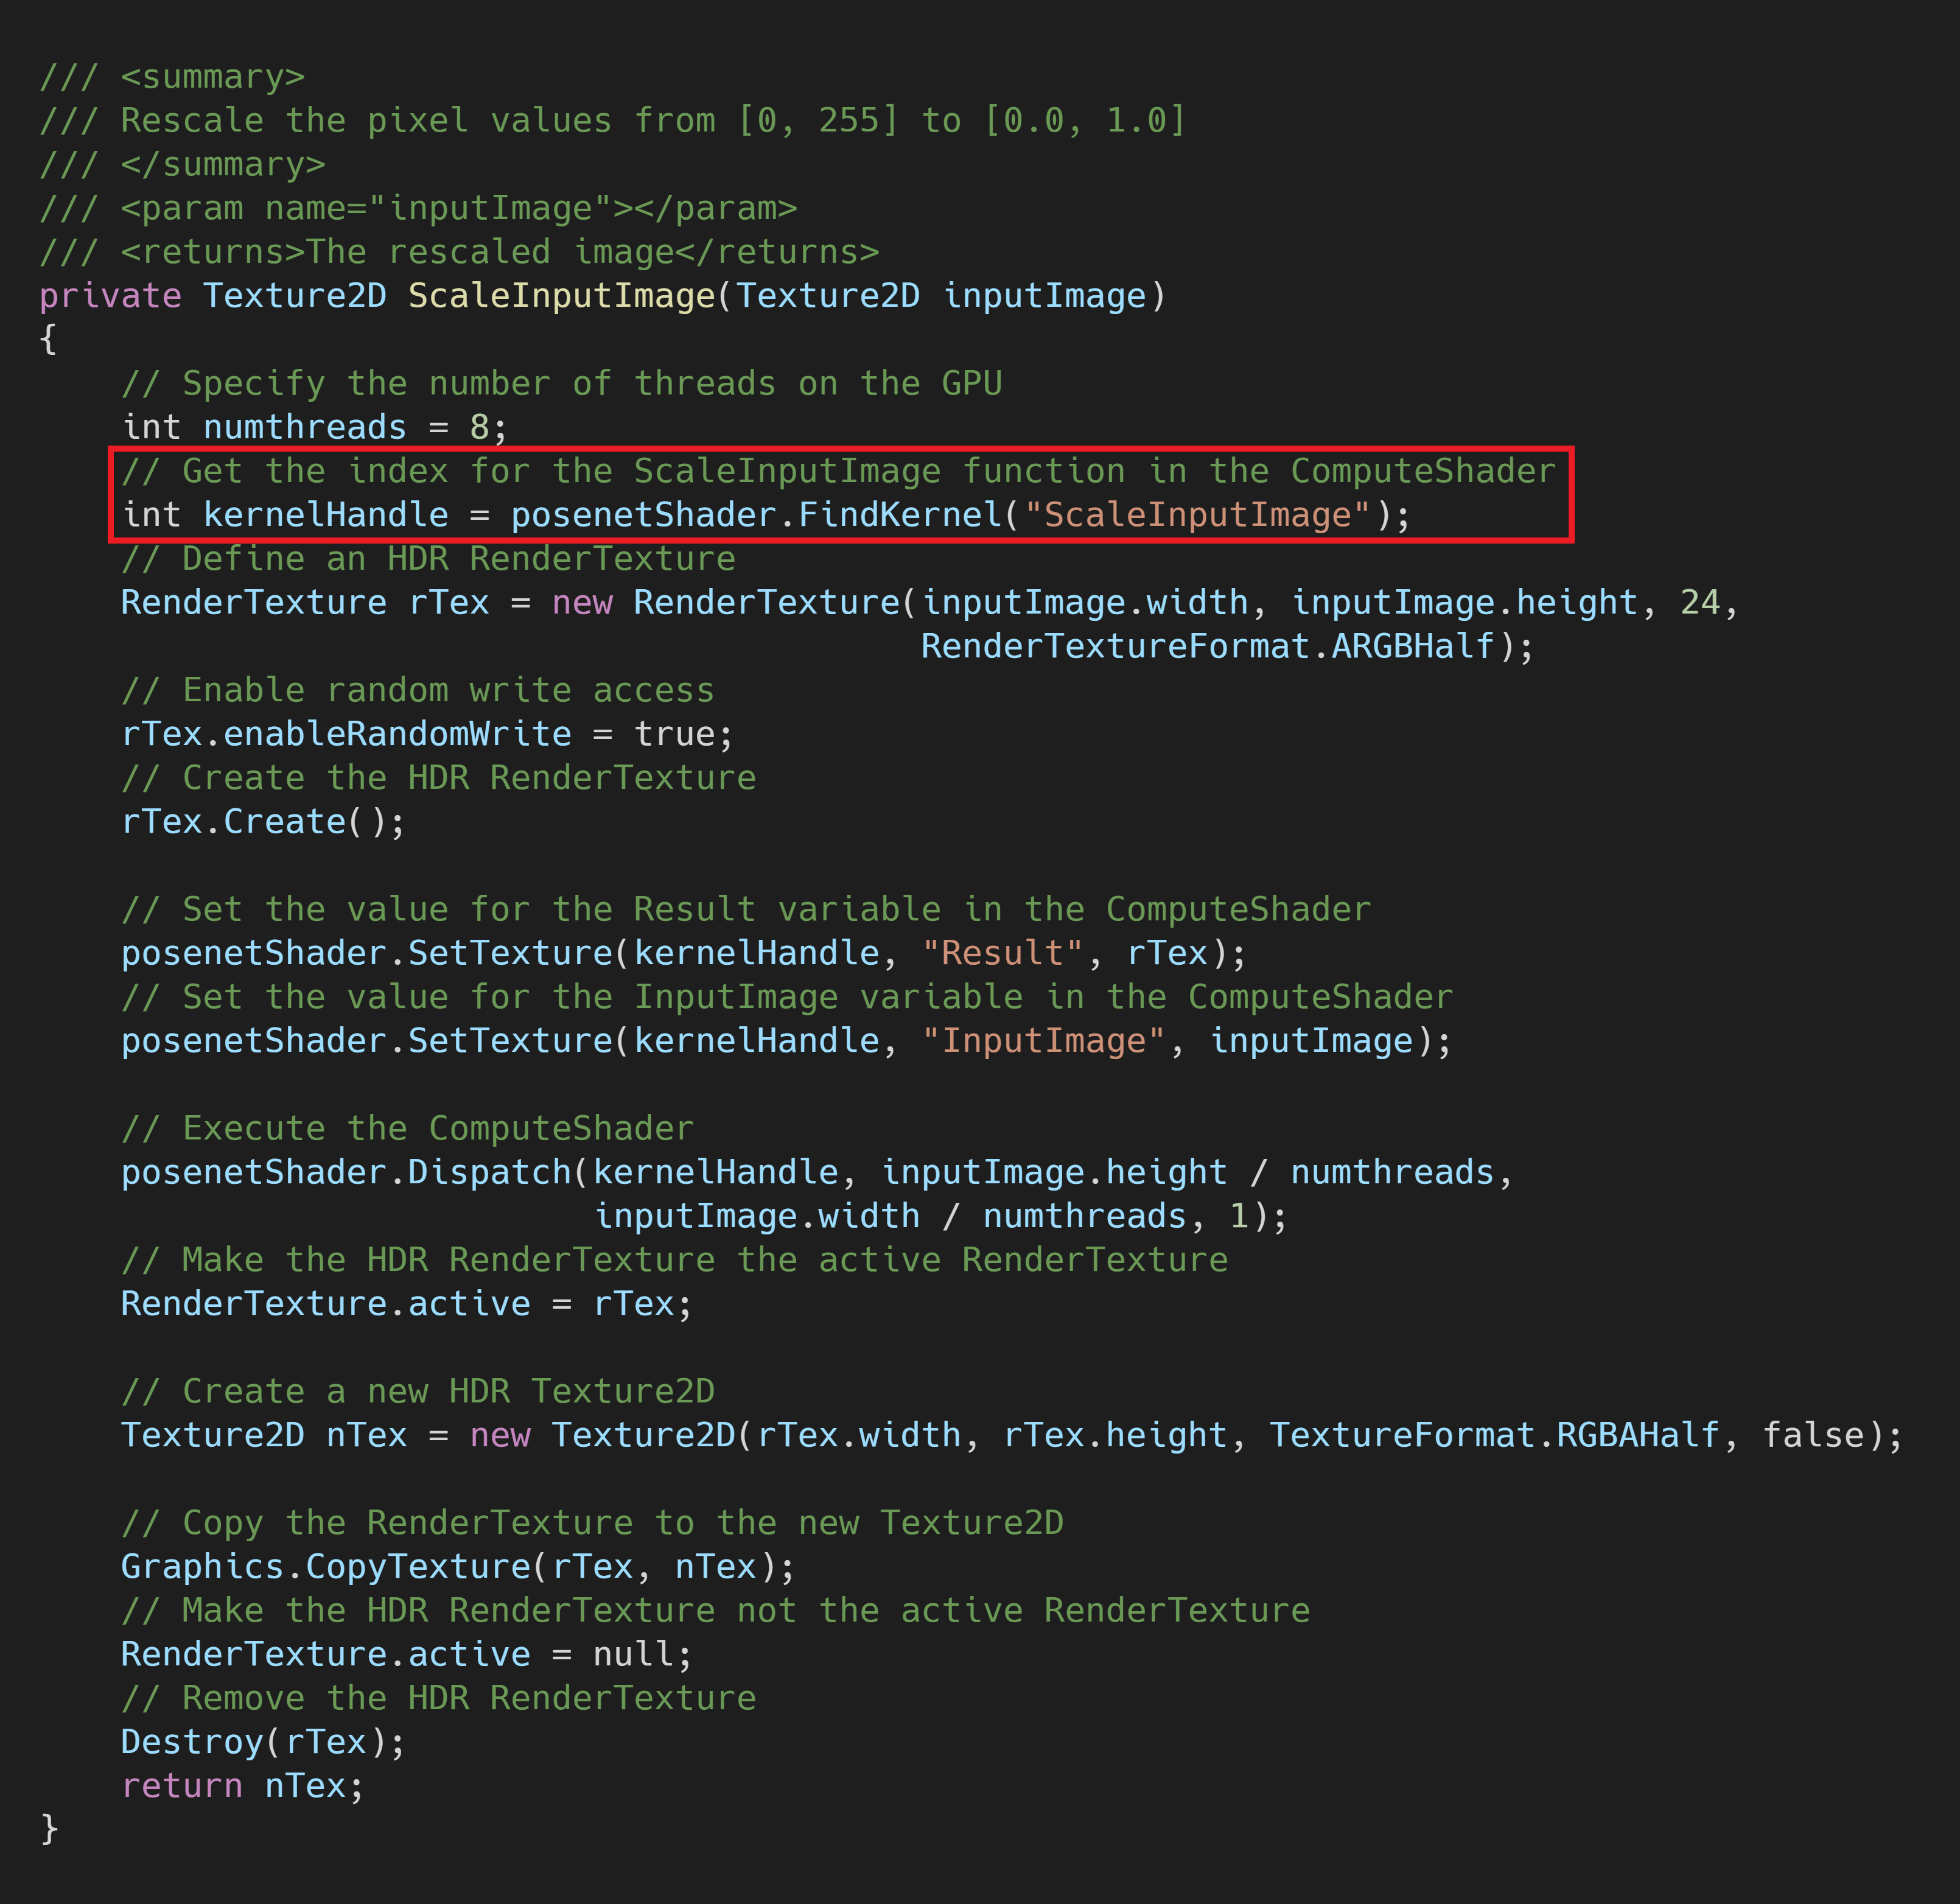 /// <summary>
/// Rescale the pixel values from [0, 255] to [0.0, 1.0]
/// </summary>
/// <param name="inputImage"></param>
/// <returns>The rescaled image</returns>
private Texture2D ScaleInputImage(Texture2D inputImage)
{
    // Specify the number of threads on the GPU
    int numthreads = 8;
    // Get the index for the ScaleInputImage function in the ComputeShader
    int kernelHandle = posenetShader.FindKernel("ScaleInputImage");
    // Define an HDR RenderTexture
    RenderTexture rTex = new RenderTexture(inputImage.width, inputImage.height, 24,
                                           RenderTextureFormat.ARGBHalf);
    // Enable random write access
    rTex.enableRandomWrite = true;
    // Create the HDR RenderTexture
    rTex.Create();

    // Set the value for the Result variable in the ComputeShader
    posenetShader.SetTexture(kernelHandle, "Result", rTex);
    // Set the value for the InputImage variable in the ComputeShader
    posenetShader.SetTexture(kernelHandle, "InputImage", inputImage);

    // Execute the ComputeShader
    posenetShader.Dispatch(kernelHandle, inputImage.height / numthreads,
                           inputImage.width / numthreads, 1);
    // Make the HDR RenderTexture the active RenderTexture
    RenderTexture.active = rTex;

    // Create a new HDR Texture2D
    Texture2D nTex = new Texture2D(rTex.width, rTex.height, TextureFormat.RGBAHalf, false);

    // Copy the RenderTexture to the new Texture2D
    Graphics.CopyTexture(rTex, nTex);
    // Make the HDR RenderTexture not the active RenderTexture
    RenderTexture.active = null;
    // Remove the HDR RenderTexture
    Destroy(rTex);
    return nTex;
}